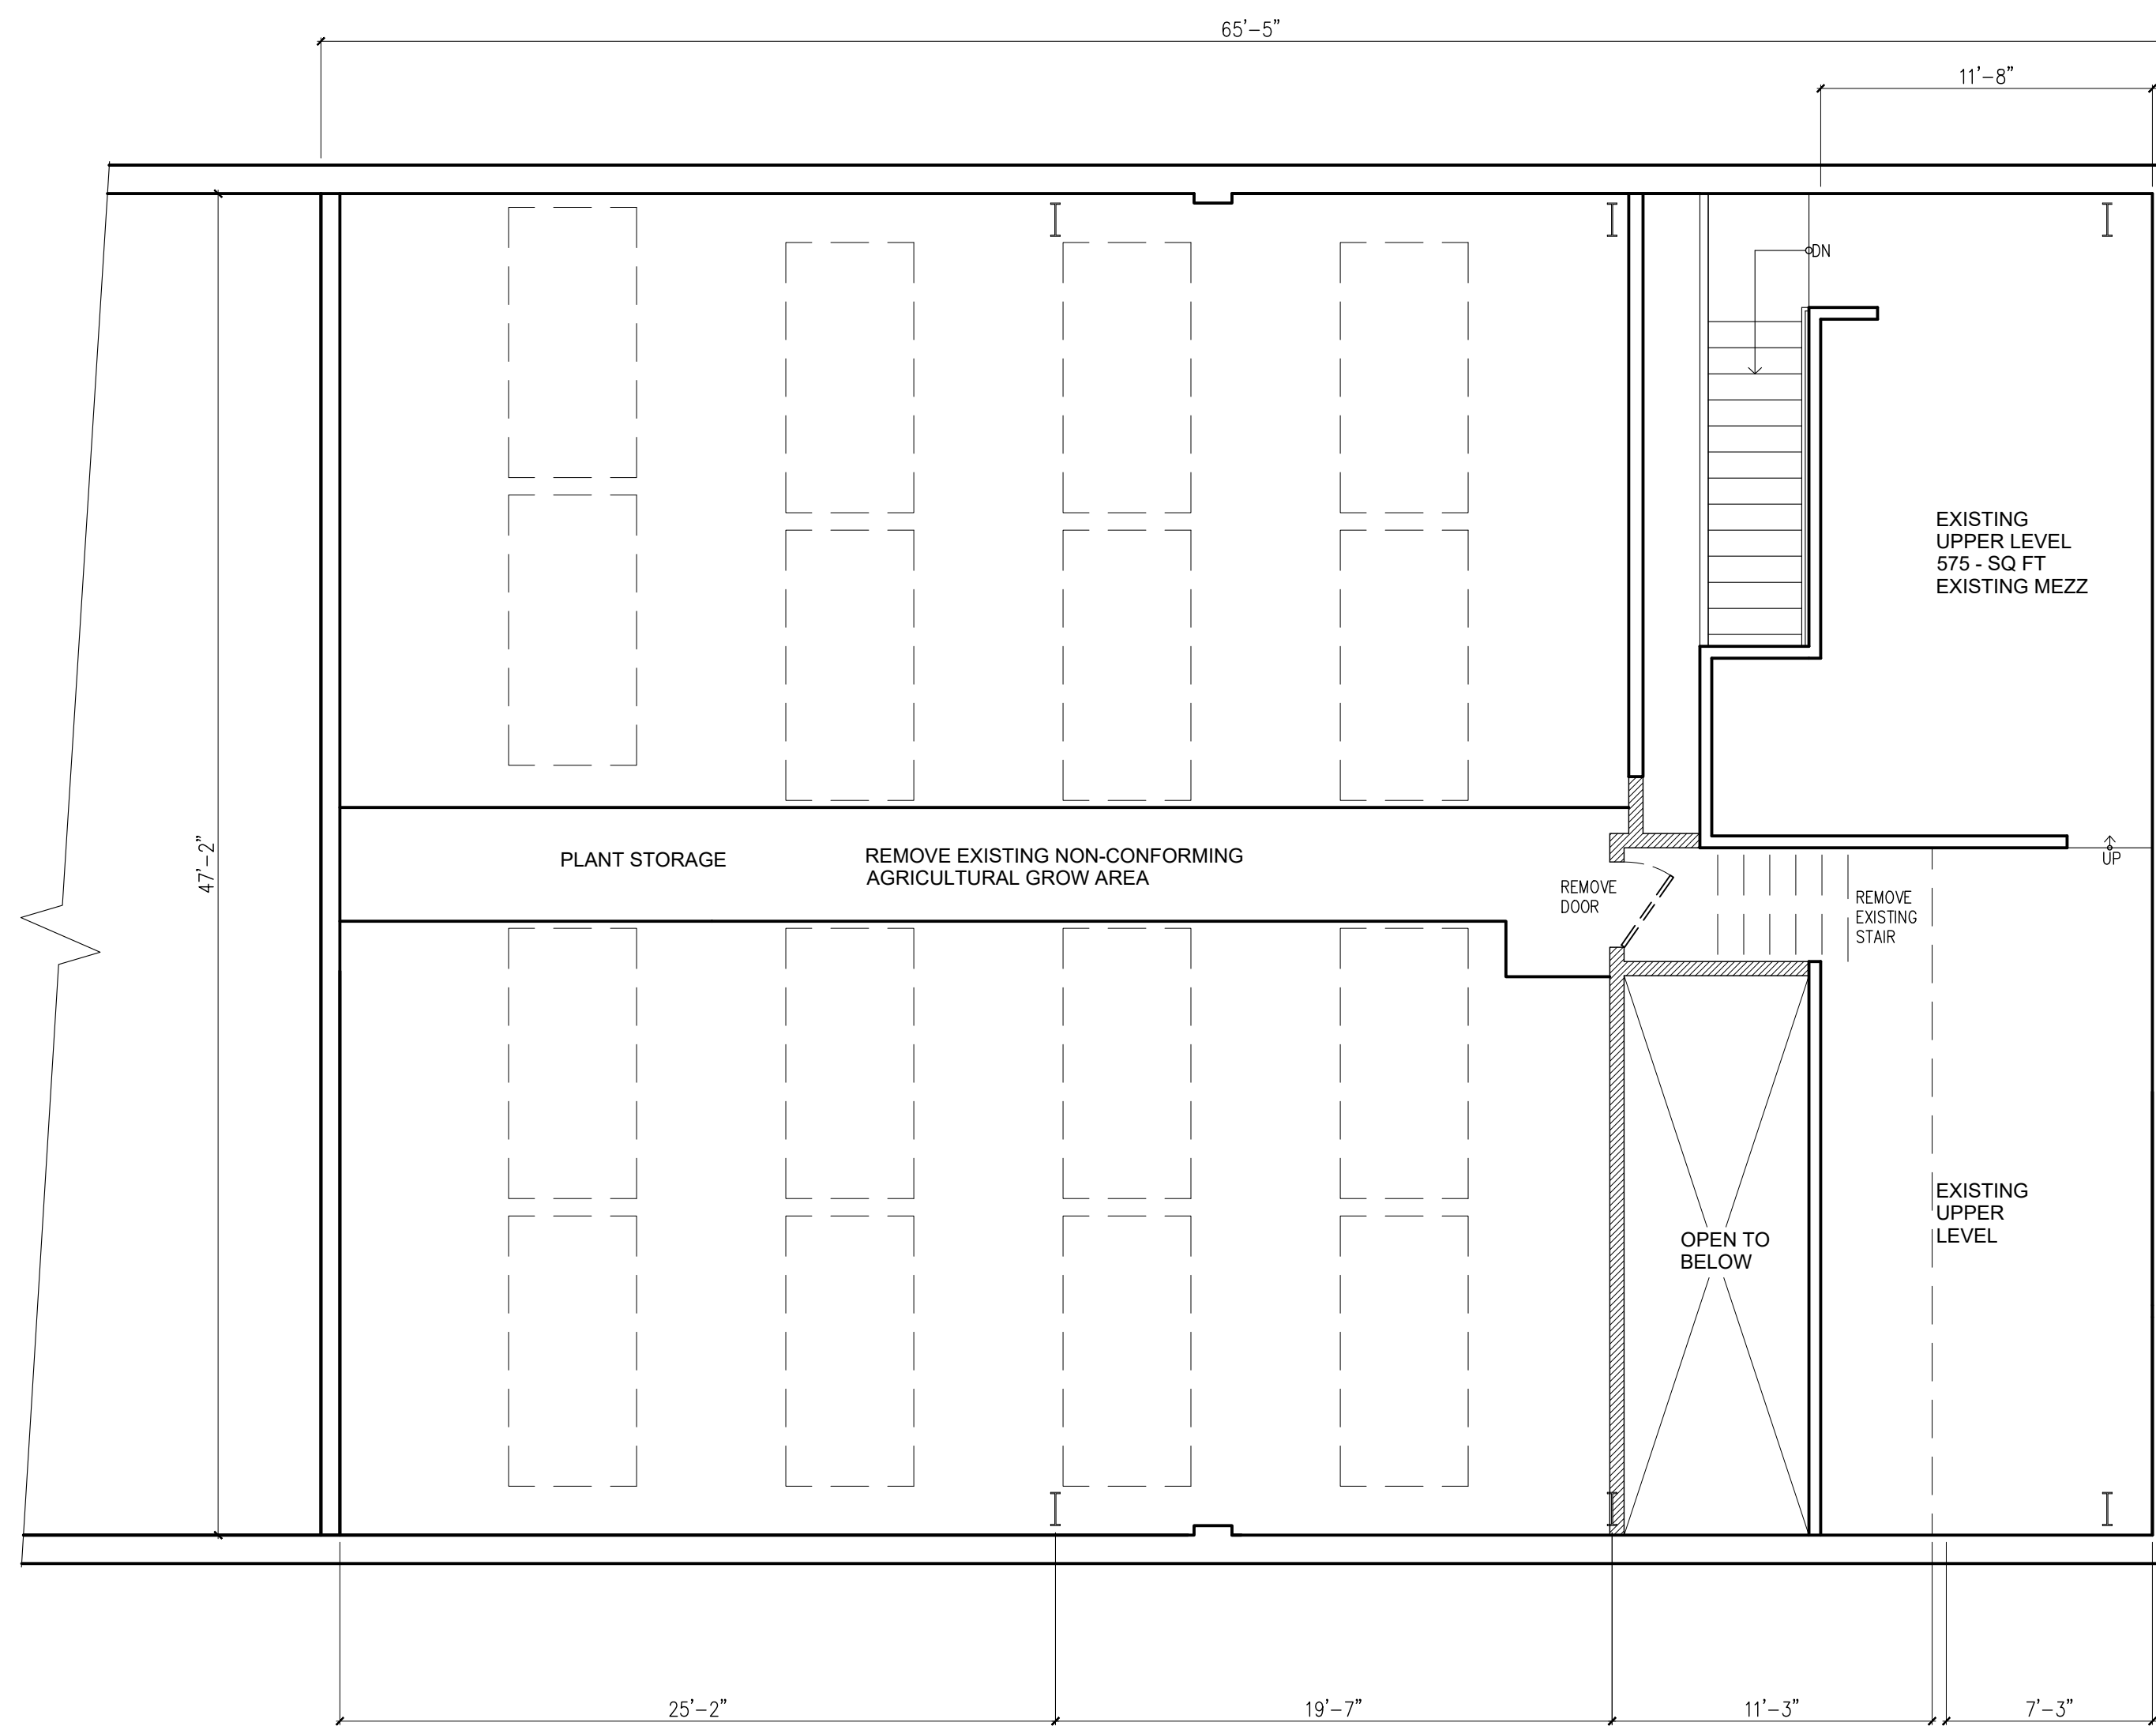 65'-5"
11'-8"
DN
EXISTING
UPPER LEVEL
575 - SQ FT
EXISTING MEZZ
47'-2"
PLANT STORAGE
REMOVE EXISTING NON-CONFORMING
AGRICULTURAL GROW AREA
REMOVE
DOOR
REMOVE
EXISTING
STAIR
UP
OPEN TO
BELOW
EXISTING
UPPER
LEVEL
25'-2"
19'-7"
11'-3"
7'-3"